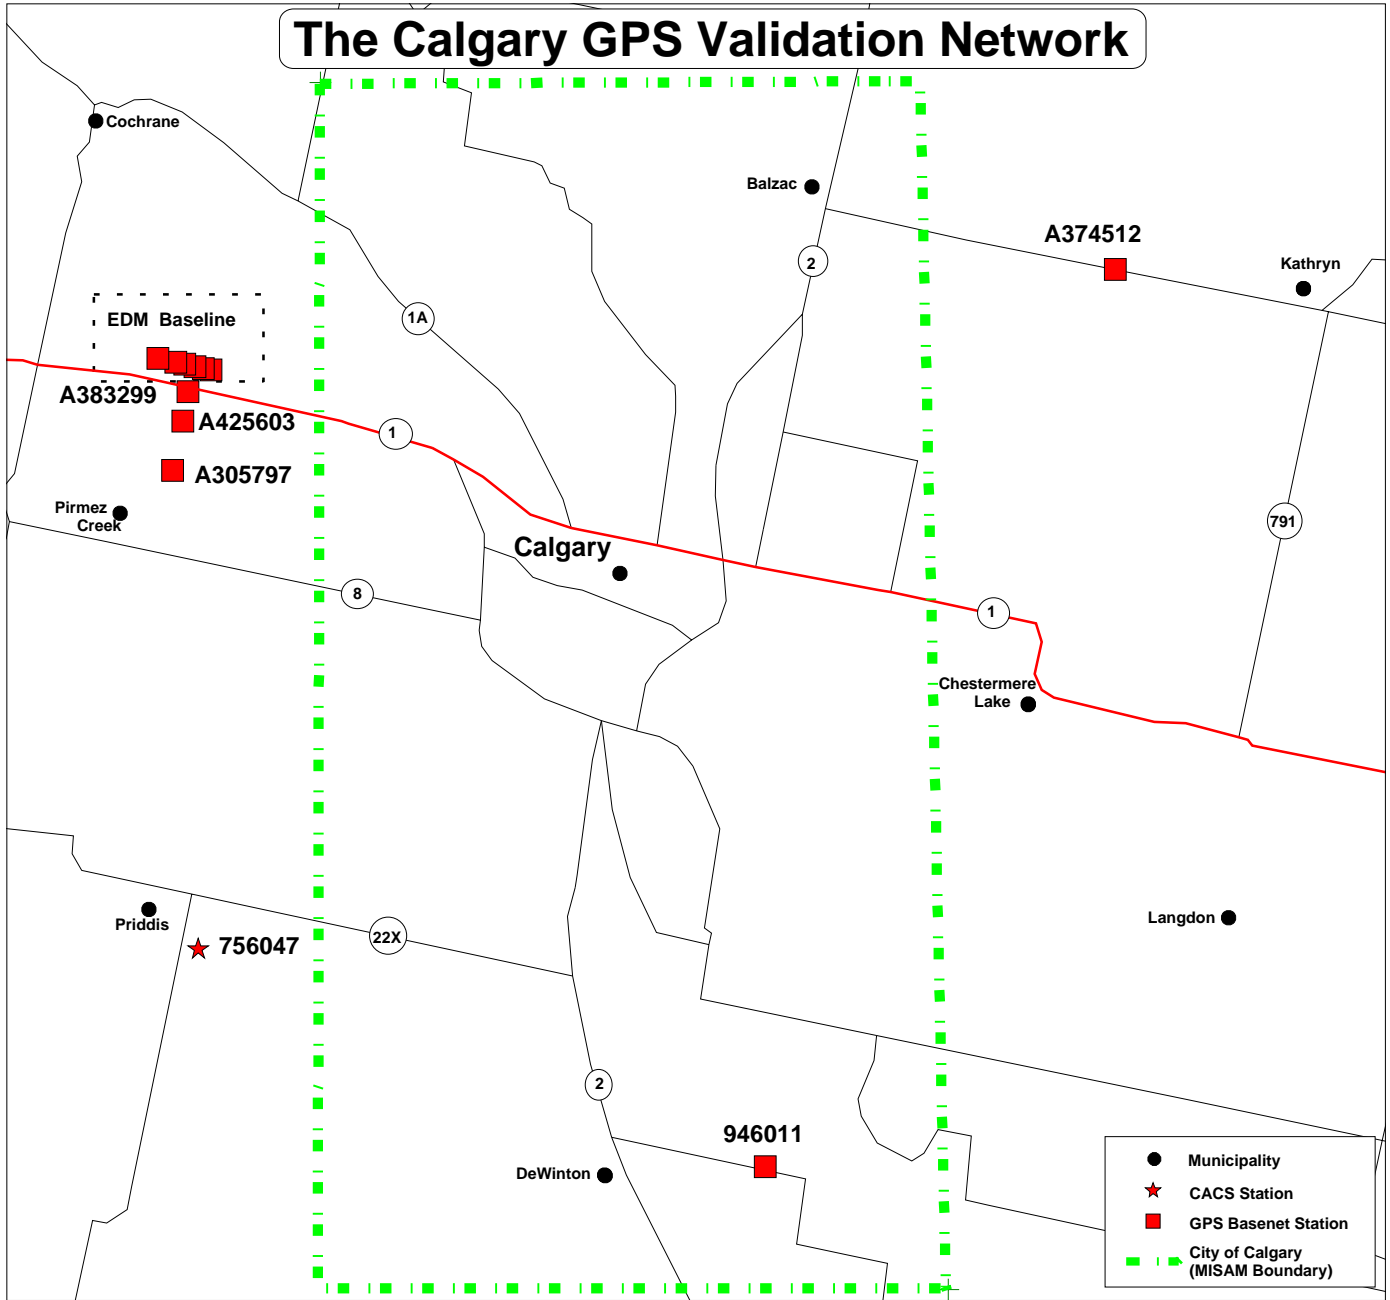 The Calgary GPS Validation Network
Cochrane
Balzac
A374512
Kathryn
2
1A
EDM Baseline
A383299
A425603
1
A305797
Pirmez
Creek
791
Calgary
8
1
Chestermere
Lake
Priddis
Langdon
22X
756047
2
946011
DeWinton
Municipality
CACS Station
GPS Basenet Station
City of Calgary
(MISAM Boundary)